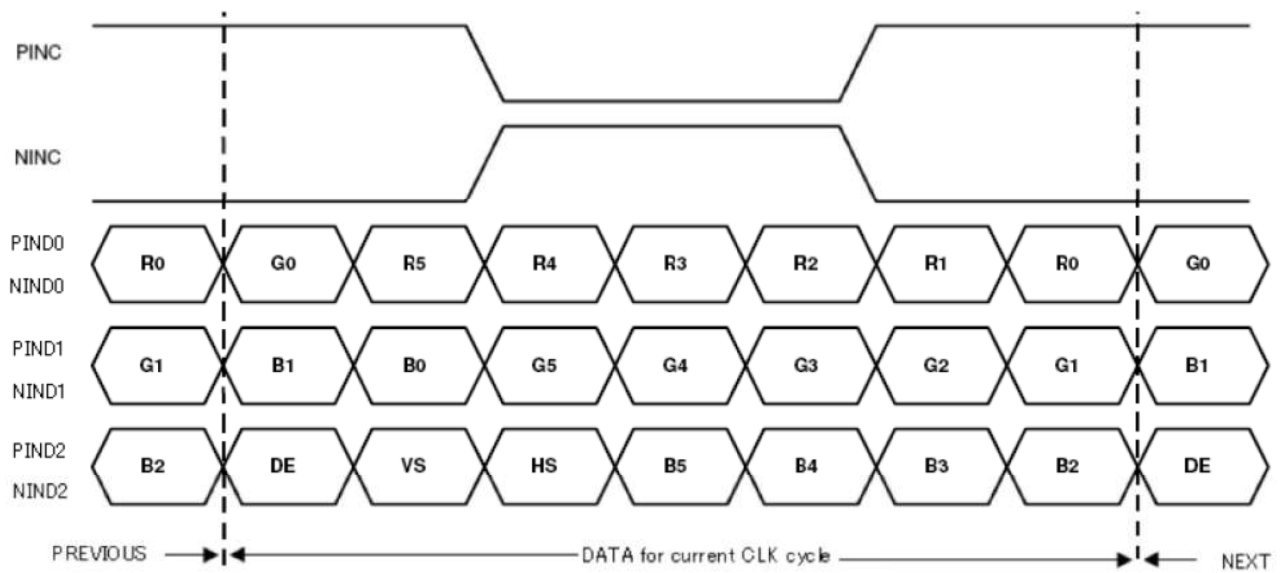 PINC
NINC
PIND0
NIND0
R0 G0 R5 R4 R3 R2 R1 R0 G0
PIND1
NIND1
G1 B1 B0 G5 G4 G3 G2 G1 B1
PIND2
NIND2
B2 DE VS HS B5 B4 B3 B2 DE
PREVIOUS DATA for current CLK cycle NEXT